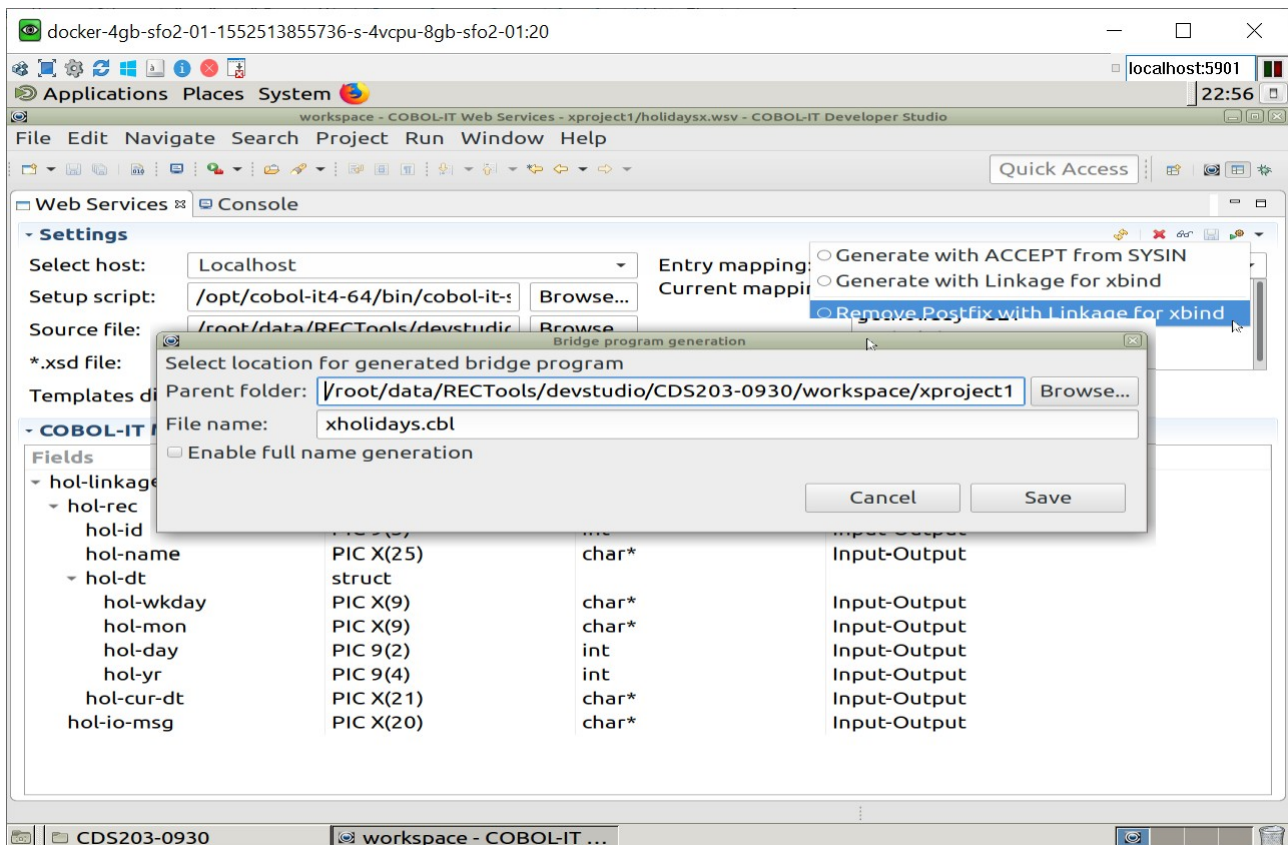 docker-4gb-sfo2-01-1552513855736-s-4vcpu-8gb-sfo2-01:20
localhost:5901
Applications Places System
22:56
workspace - COBOL-IT Web Services - xproject1/holidaysx.wsv - COBOL-IT Developer Studio
File Edit Navigate Search Project Run Window Help
Quick Access
Web Services Console
Settings
Select host: Localhost Entry mapping:
Generate with ACCEPT from SYSIN
Generate with Linkage for xbind
Remove Postfix with Linkage for xbind
Setup script: /opt/cobol-it4-64/bin/cobol-it-s Browse... Current mappi
Source file: /root/data/RECTools/devstudio Browse
Bridge program generation
*.xsd file: Select location for generated bridge program
Templates di Parent folder: /root/data/RECTools/devstudio/CDS203-0930/workspace/xproject1 Browse...
COBOL-IT File name: xholidays.cbl
Fields Enable full name generation
Cancel Save
hol-linkage
hol-rec
hol-id
hol-name PIC X(25) char* Input-Output
hol-dt struct
hol-wkday PIC X(9) char* Input-Output
hol-mon PIC X(9) char* Input-Output
hol-day PIC 9(2) int Input-Output
hol-yr PIC 9(4) int Input-Output
hol-cur-dt PIC X(21) char* Input-Output
hol-io-msg PIC X(20) char* Input-Output
CDS203-0930 workspace - COBOL-IT ...